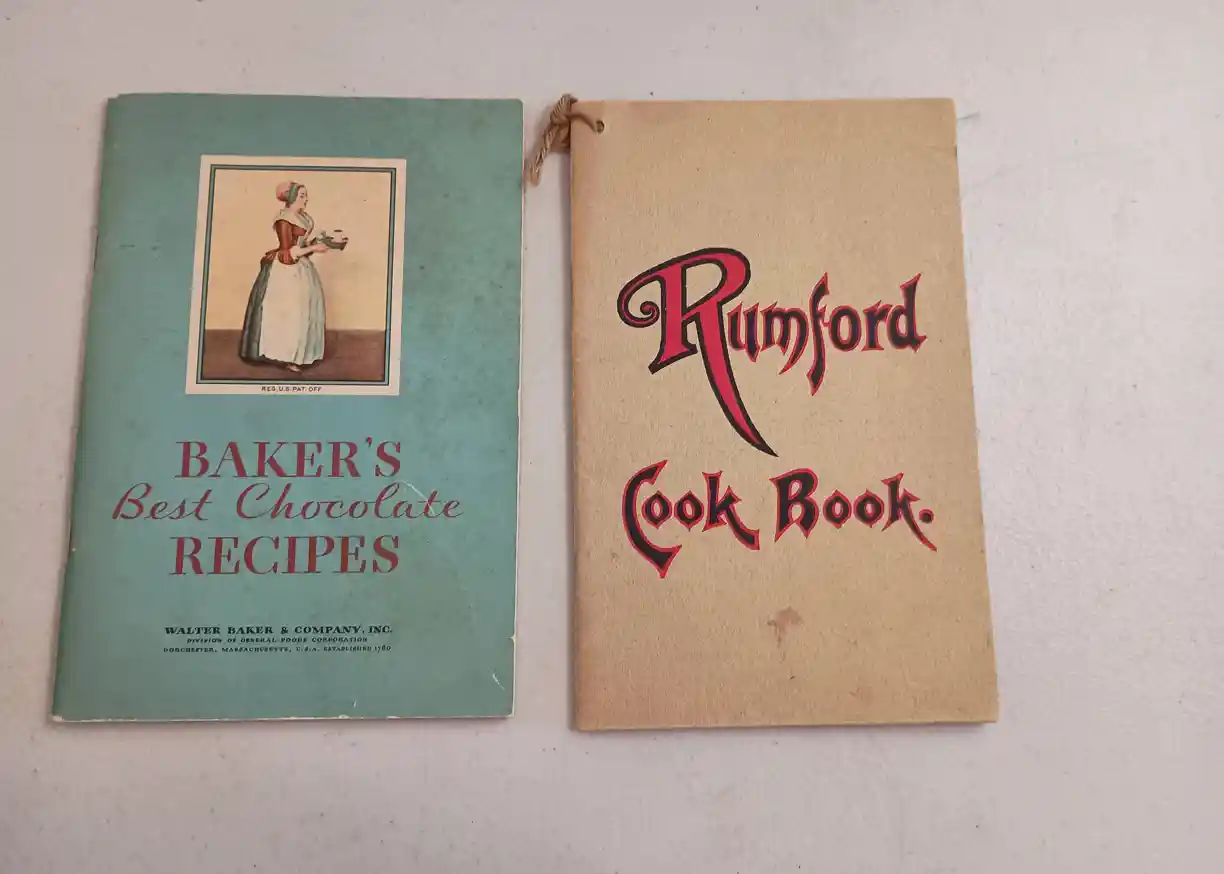 REG. U.S. PAT. OFF.
BAKER'S
Best Chocolate
RECIPES
WALTER BAKER & COMPANY, INC.
DIVISION OF GENERAL FOODS CORPORATION
DORCHESTER, MASSACHUSETTS, U.S.A. ESTABLISHED 1780
Rumford
Cook Book.